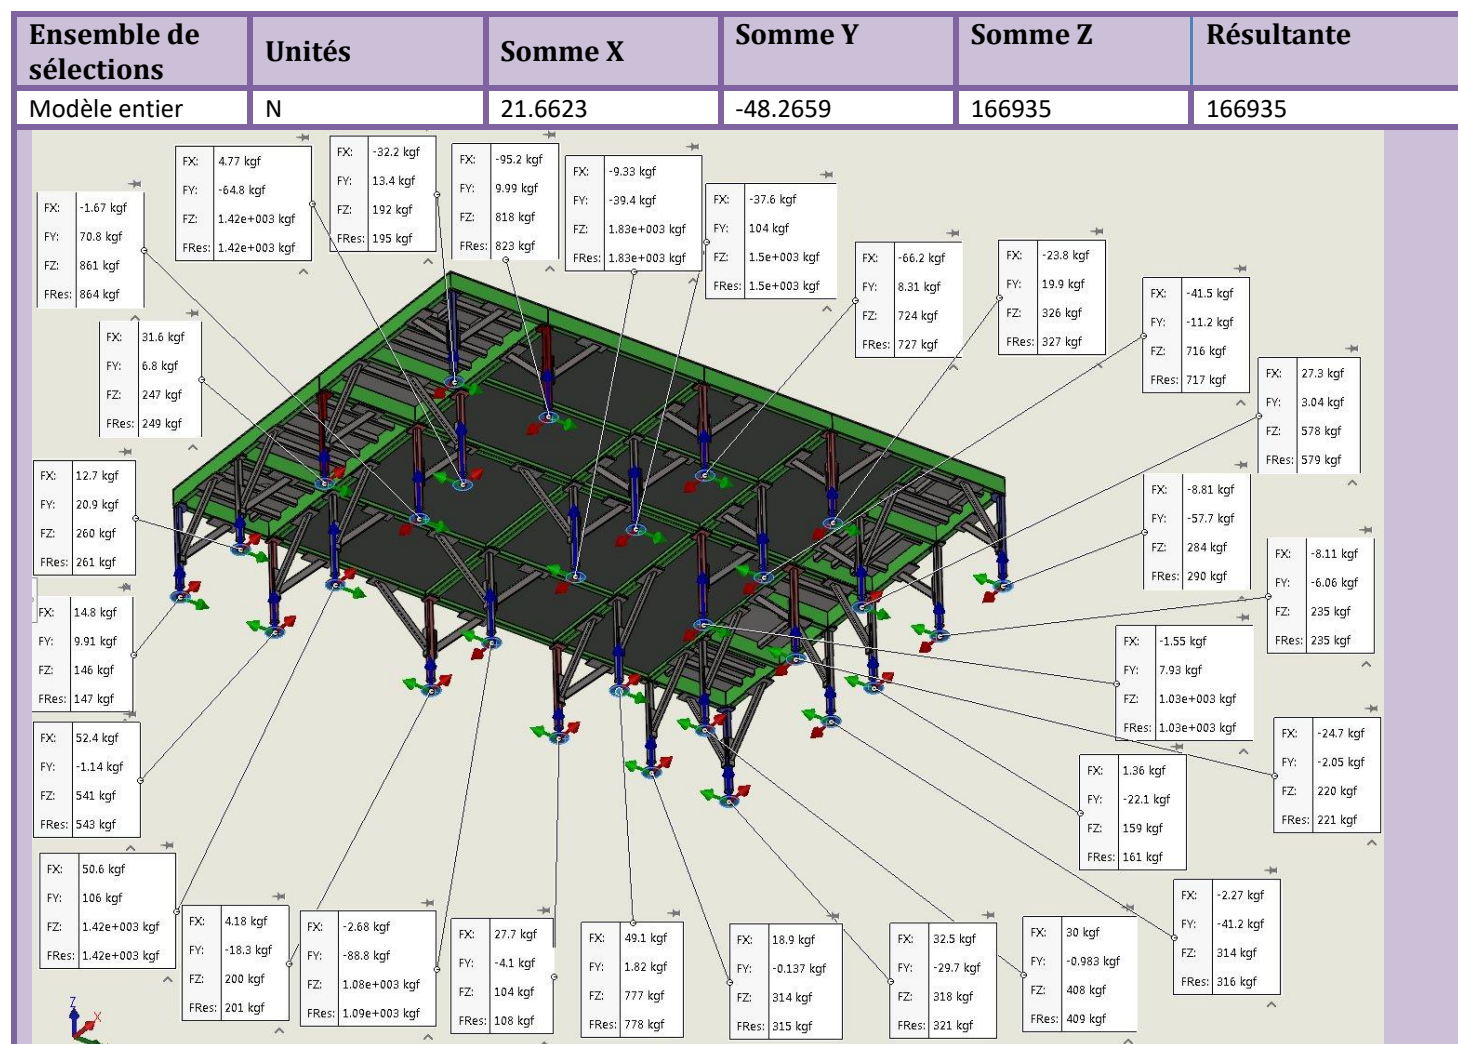 Ensemble de sélections Unités Somme X Somme Y Somme Z Résultante
Modèle entier N 21.6623 -48.2659 166935 166935
FX: -1.67 kgf
FY: 70.8 kgf
FZ: 861 kgf
FRes: 864 kgf
FX: 4.77 kgf
FY: -64.8 kgf
FZ: 1.42e+003 kgf
FRes: 1.42e+003 kgf
FX: -32.2 kgf
FY: 13.4 kgf
FZ: 192 kgf
FRes: 195 kgf
FX: -95.2 kgf
FY: 9.99 kgf
FZ: 818 kgf
FRes: 823 kgf
FX: -9.33 kgf
FY: -39.4 kgf
FZ: 1.83e+003 kgf
FRes: 1.83e+003 kgf
FX: -37.6 kgf
FY: 104 kgf
FZ: 1.5e+003 kgf
FRes: 1.5e+003 kgf
FX: -66.2 kgf
FY: 8.31 kgf
FZ: 724 kgf
FRes: 727 kgf
FX: -23.8 kgf
FY: 19.9 kgf
FZ: 326 kgf
FRes: 327 kgf
FX: -41.5 kgf
FY: -11.2 kgf
FZ: 716 kgf
FRes: 717 kgf
FX: 27.3 kgf
FY: 3.04 kgf
FZ: 578 kgf
FRes: 579 kgf
FX: 31.6 kgf
FY: 6.8 kgf
FZ: 247 kgf
FRes: 249 kgf
FX: 12.7 kgf
FY: 20.9 kgf
FZ: 260 kgf
FRes: 261 kgf
FX: -8.81 kgf
FY: -57.7 kgf
FZ: 284 kgf
FRes: 290 kgf
FX: -8.11 kgf
FY: -6.06 kgf
FZ: 235 kgf
FRes: 235 kgf
FX: 14.8 kgf
FY: 9.91 kgf
FZ: 146 kgf
FRes: 147 kgf
FX: -1.55 kgf
FY: 7.93 kgf
FZ: 1.03e+003 kgf
FRes: 1.03e+003 kgf
FX: 52.4 kgf
FY: -1.14 kgf
FZ: 541 kgf
FRes: 543 kgf
FX: -24.7 kgf
FY: -2.05 kgf
FZ: 220 kgf
FRes: 221 kgf
FX: 1.36 kgf
FY: -22.1 kgf
FZ: 159 kgf
FRes: 161 kgf
FX: 50.6 kgf
FY: 106 kgf
FZ: 1.42e+003 kgf
FRes: 1.42e+003 kgf
FX: 4.18 kgf
FY: -18.3 kgf
FZ: 200 kgf
FRes: 201 kgf
FX: -2.68 kgf
FY: -88.8 kgf
FZ: 1.08e+003 kgf
FRes: 1.09e+003 kgf
FX: 27.7 kgf
FY: -4.1 kgf
FZ: 104 kgf
FRes: 108 kgf
FX: 49.1 kgf
FY: 1.82 kgf
FZ: 777 kgf
FRes: 778 kgf
FX: 18.9 kgf
FY: -0.137 kgf
FZ: 314 kgf
FRes: 315 kgf
FX: 32.5 kgf
FY: -29.7 kgf
FZ: 318 kgf
FRes: 321 kgf
FX: 30 kgf
FY: -0.983 kgf
FZ: 408 kgf
FRes: 409 kgf
FX: -2.27 kgf
FY: -41.2 kgf
FZ: 314 kgf
FRes: 316 kgf
Z
X